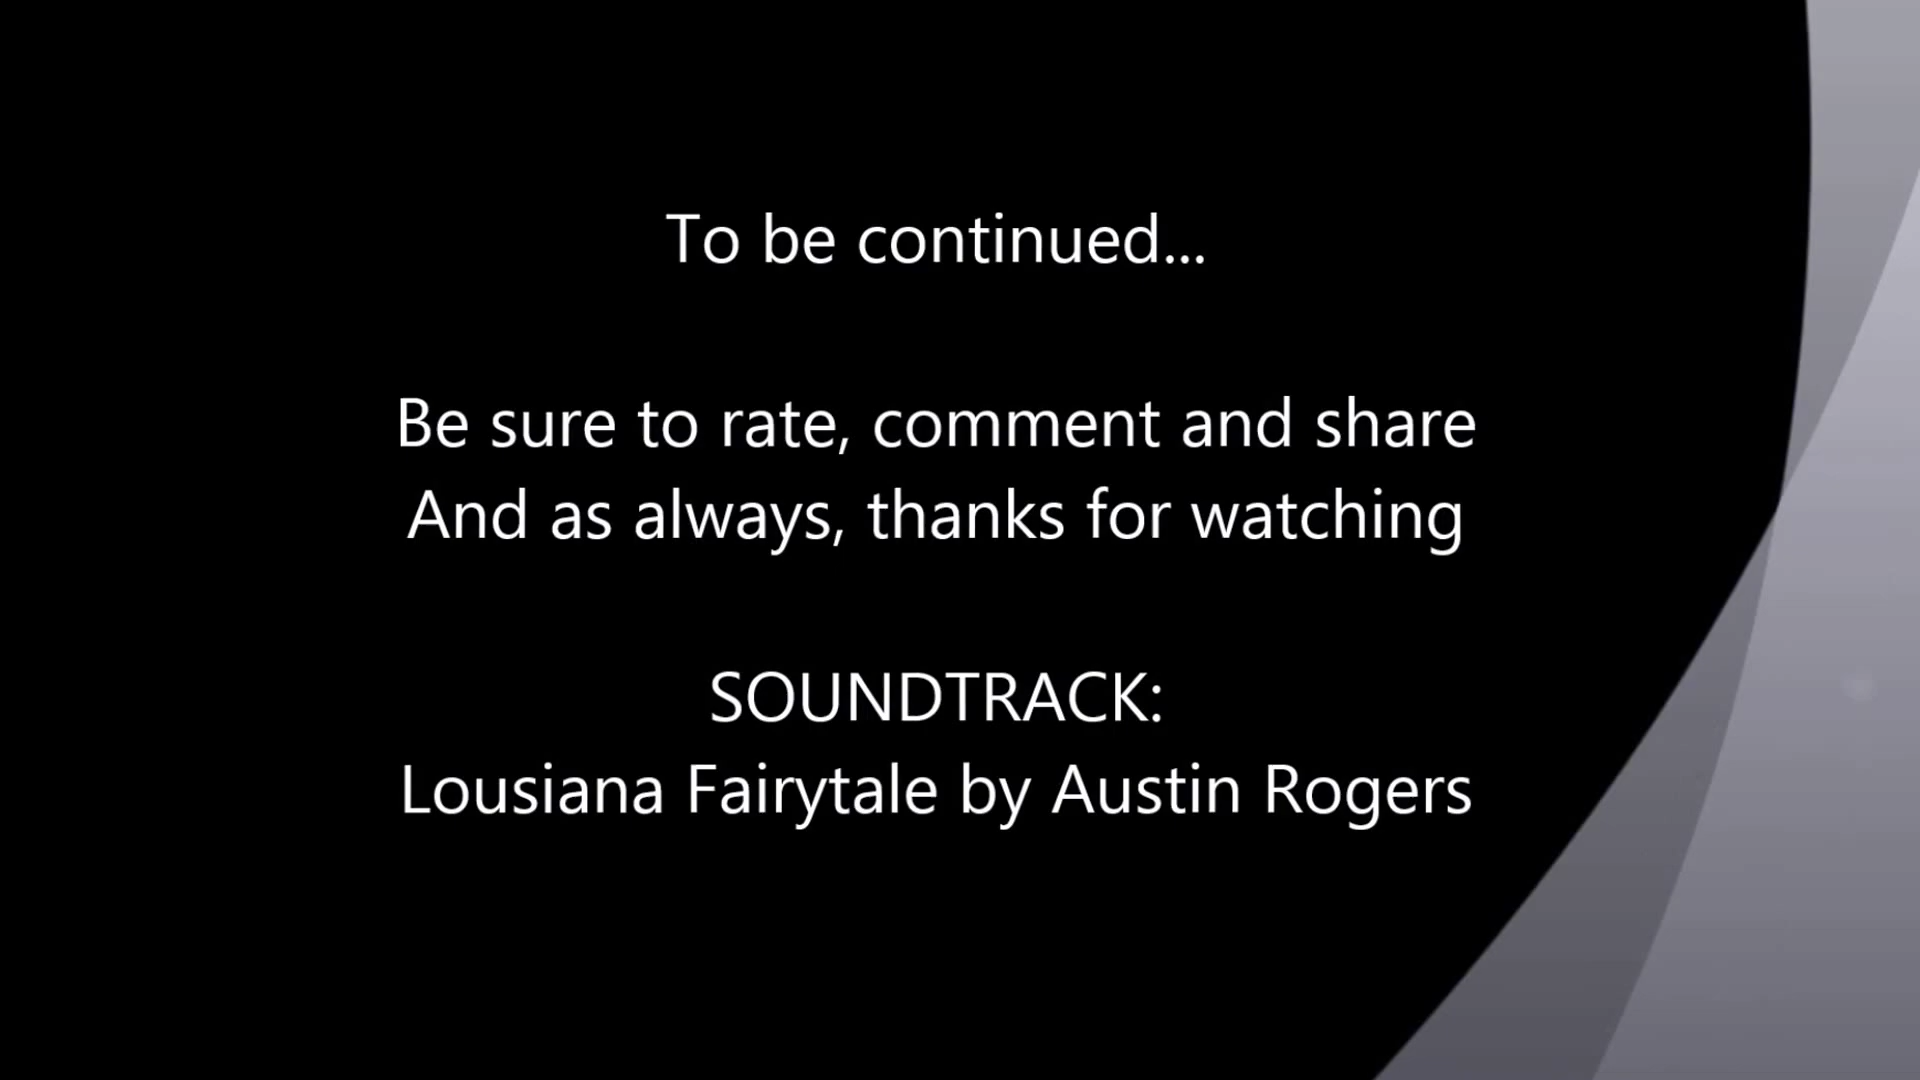 To be continued...
Be sure to rate, comment and share
And as always, thanks for watching
SOUNDTRACK:
Lousiana Fairytale by Austin Rogers